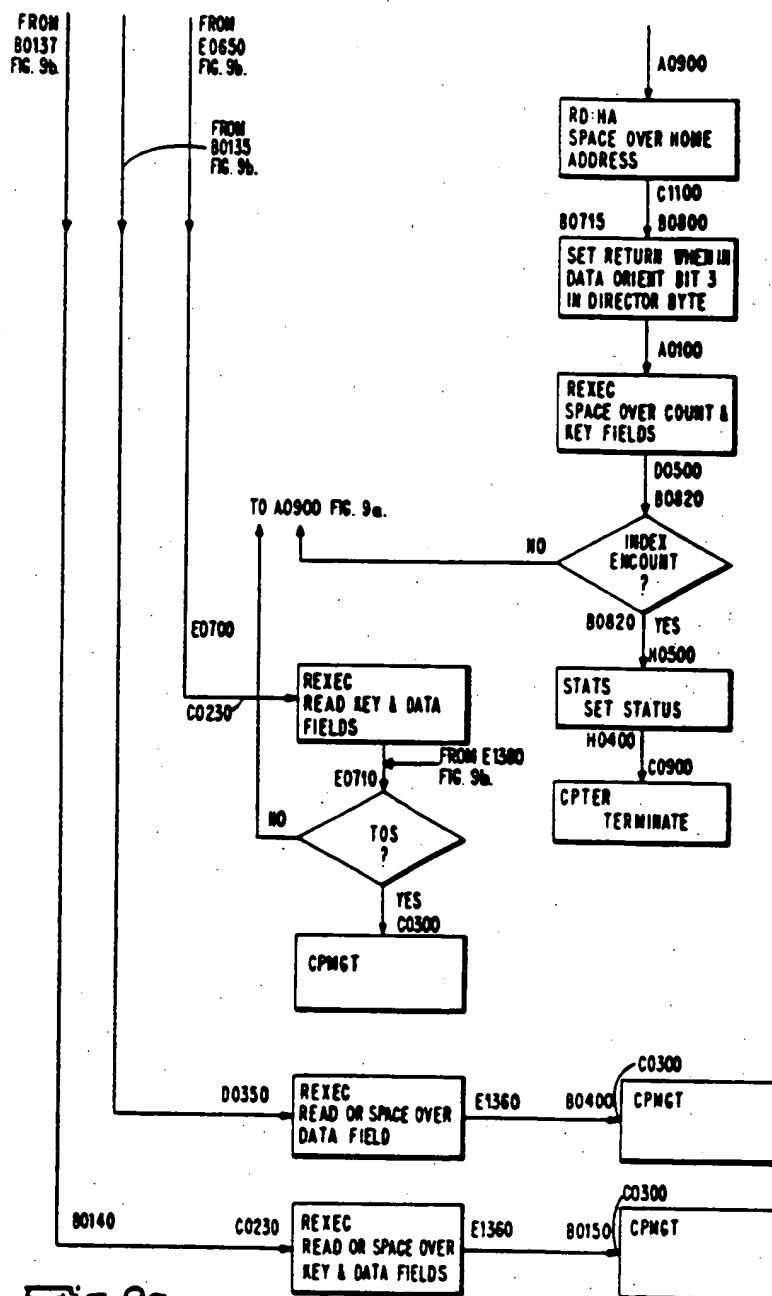 FROM
B0137
FIG. 9b.
FROM
E0650
FIG. 9b.
FROM
B0135
FIG. 9b.
A0900
RD:HA
SPACE OVER HOME
ADDRESS
C1100
B0715 B0800
SET RETURN WHEN IN
DATA ORIENT BIT 3
IN DIRECTOR BYTE
A0100
REXEC
SPACE OVER COUNT &
KEY FIELDS
D0500
B0820
TO A0900 FIG. 9a.
NO
INDEX
ENCOUNT
?
B0820 YES
H0500
STATS
SET STATUS
H0400
C0900
CPTER
TERMINATE
E0700
C0230
REXEC
READ KEY & DATA
FIELDS
FROM E1380
FIG. 9b.
E0710
NO
TOS
?
YES
C0300
CPMGT
D0350
REXEC
READ OR SPACE OVER
DATA FIELD
E1360
B0400
C0300
CPMGT
B0140
C0230
REXEC
READ OR SPACE OVER
KEY & DATA FIELDS
E1360
B0150
C0300
CPMGT